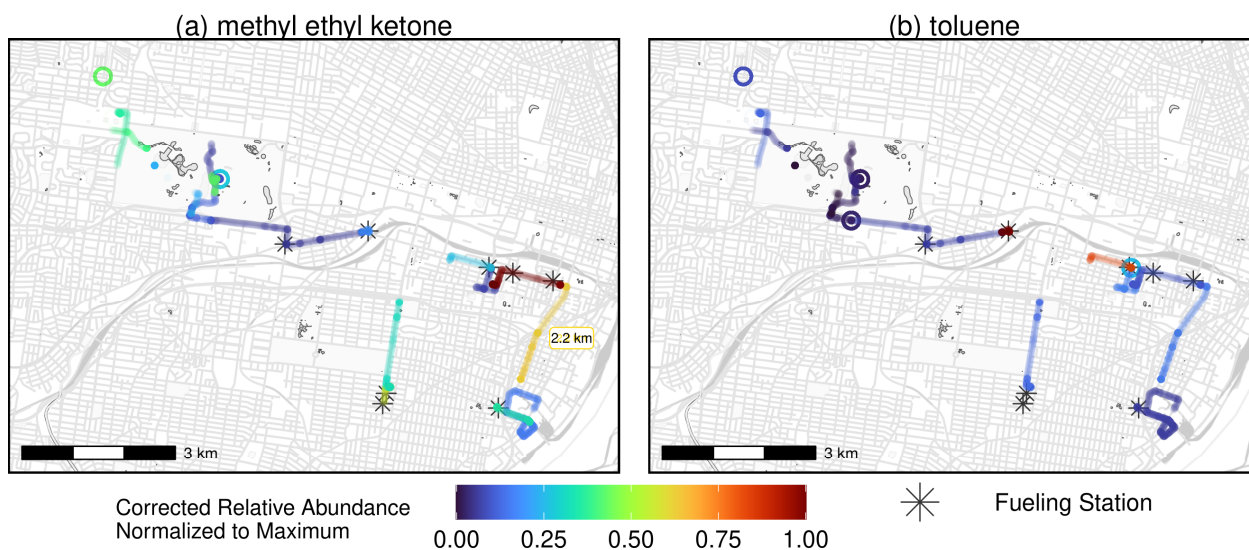 (a) methyl ethyl ketone
(b) toluene
2.2 km
3 km
3 km
Corrected Relative Abundance
Normalized to Maximum
0.00 0.25 0.50 0.75 1.00
Fueling Station